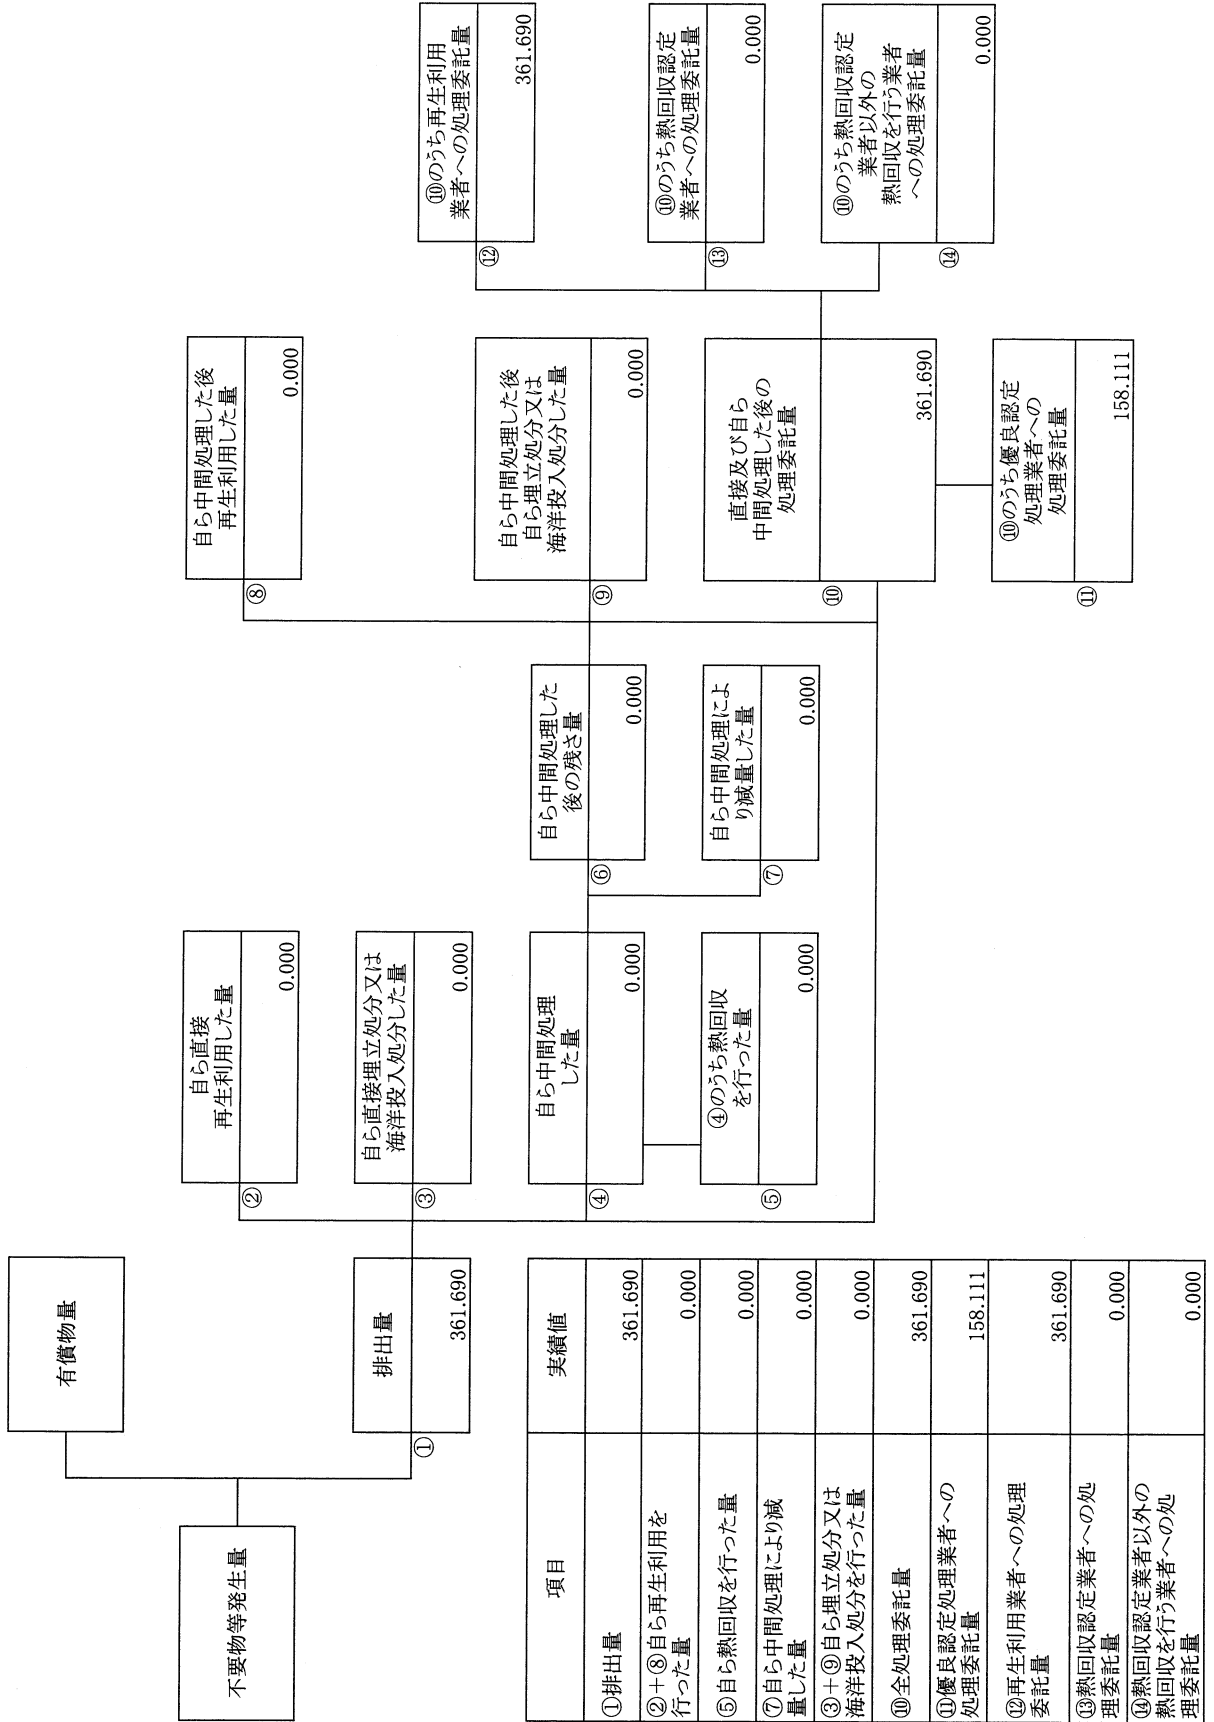 不要物等発生量
有償物量
排出量
①
361.690
自ら直接
再生利用した量
②
0.000
自ら直接埋立処分又は
海洋投入処分した量
③
0.000
自ら中間処理
した量
④
0.000
④のうち熱回収
を行った量
⑤
0.000
自ら中間処理した
後の残さ量
⑥
0.000
自ら中間処理によ
り減量した量
⑦
0.000
自ら中間処理した後
再生利用した量
⑧
0.000
自ら中間処理した後
自ら埋立処分又は
海洋投入処分した量
⑨
0.000
直接及び自ら
中間処理した後の
処理委託量
⑩
361.690
⑩のうち優良認定
処理業者への
処理委託量
⑪
158.111
⑩のうち再生利用
業者への処理委託量
⑫
361.690
⑩のうち熱回収認定
業者への処理委託量
⑬
0.000
⑩のうち熱回収認定
業者以外の
熱回収を行う業者
への処理委託量
⑭
0.000
項目 実績値
①排出量 361.690
②+⑧自ら再生利用を
行った量 0.000
⑤自ら熱回収を行った量 0.000
⑦自ら中間処理により減
量した量 0.000
③+⑨自ら埋立処分又は
海洋投入処分を行った量 0.000
⑩全処理委託量 361.690
⑪優良認定処理業者への
処理委託量 158.111
⑫再生利用業者への処理
委託量 361.690
⑬熱回収認定業者への処
理委託量 0.000
⑭熱回収認定業者以外の
熱回収を行う業者への処
理委託量 0.000